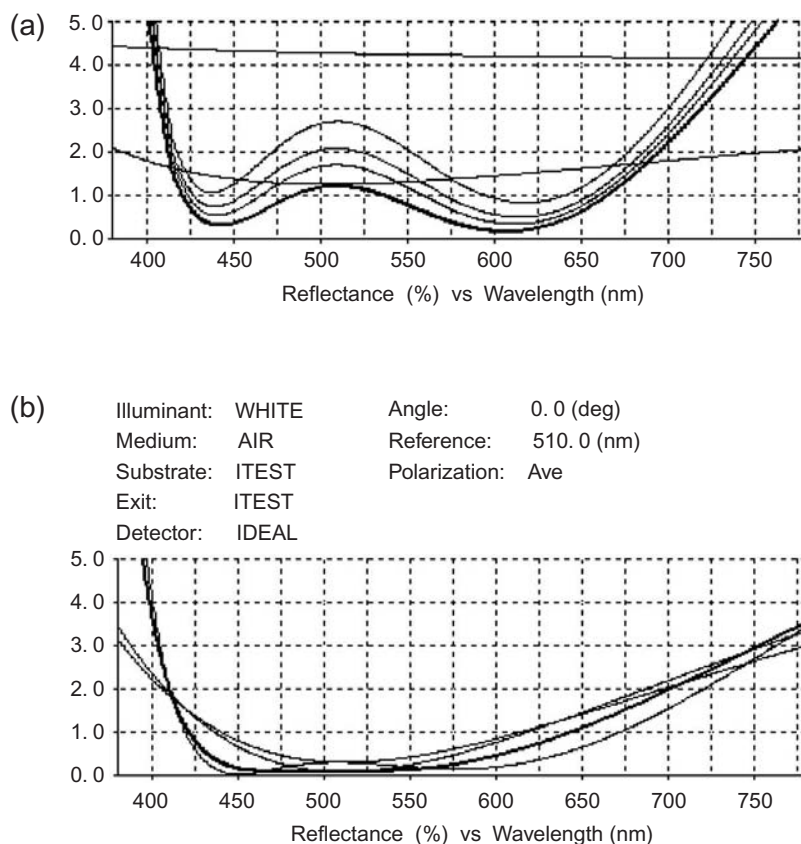 (a)
5. 0
4. 0
3. 0
2. 0
1. 0
0. 0
400 450 500 550 600 650 700 750
Reflectance (%) vs Wavelength (nm)
(b)
Illuminant: WHITE Angle: 0. 0 (deg)
Medium: AIR Reference: 510. 0 (nm)
Substrate: ITEST Polarization: Ave
Exit: ITEST
Detector: IDEAL
5. 0
4. 0
3. 0
2. 0
1. 0
0. 0
400 450 500 550 600 650 700 750
Reflectance (%) vs Wavelength (nm)